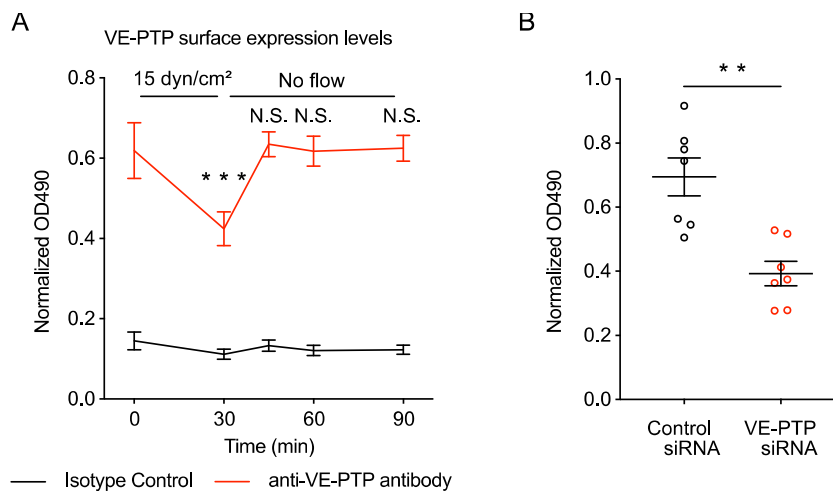 A
VE-PTP surface expression levels
15 dyn/cm² No flow
N.S. N.S. N.S.
* * *
0.8
0.6
0.4
0.2
0.0
Normalized OD490
0 30 60 90
Time (min)
Isotype Control anti-VE-PTP antibody
B
* *
1.0
0.8
0.6
0.4
0.2
0.0
Normalized OD490
Control siRNA
VE-PTP siRNA